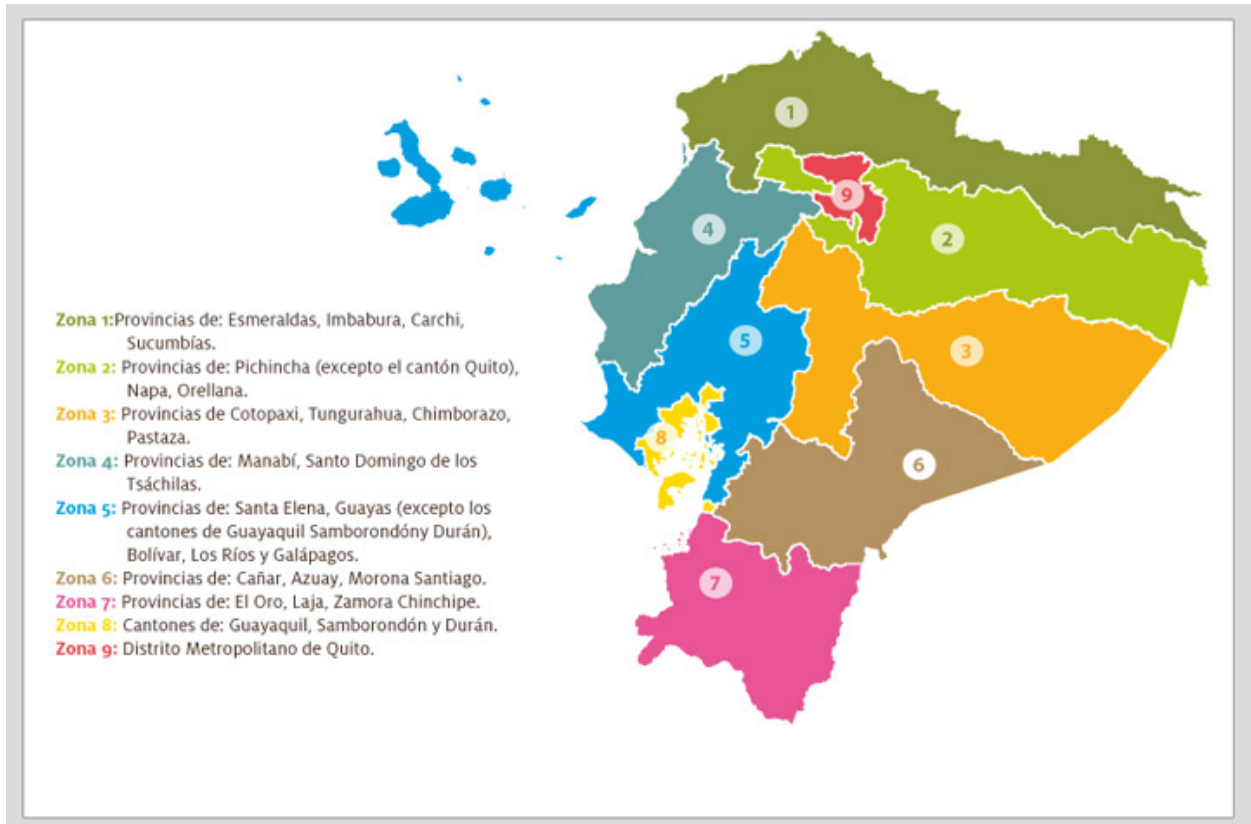 Zona 1:Provincias de: Esmeraldas, Imbabura, Carchi,
Sucumbías.
Zona 2: Provincias de: Pichincha (excepto el cantón Quito),
Napa, Orellana.
Zona 3: Provincias de Cotopaxi, Tungurahua, Chimborazo,
Pastaza.
Zona 4: Provincias de: Manabí, Santo Domingo de los
Tsáchilas.
Zona 5: Provincias de: Santa Elena, Guayas (excepto los
cantones de Guayaquil Samborondóny Durán),
Bolívar, Los Ríos y Galápagos.
Zona 6: Provincias de: Cañar, Azuay, Morona Santiago.
Zona 7: Provincias de: El Oro, Laja, Zamora Chinchipe.
Zona 8: Cantones de: Guayaquil, Samborondón y Durán.
Zona 9: Distrito Metropolitano de Quito.
1
9
4
2
5
3
8
6
7